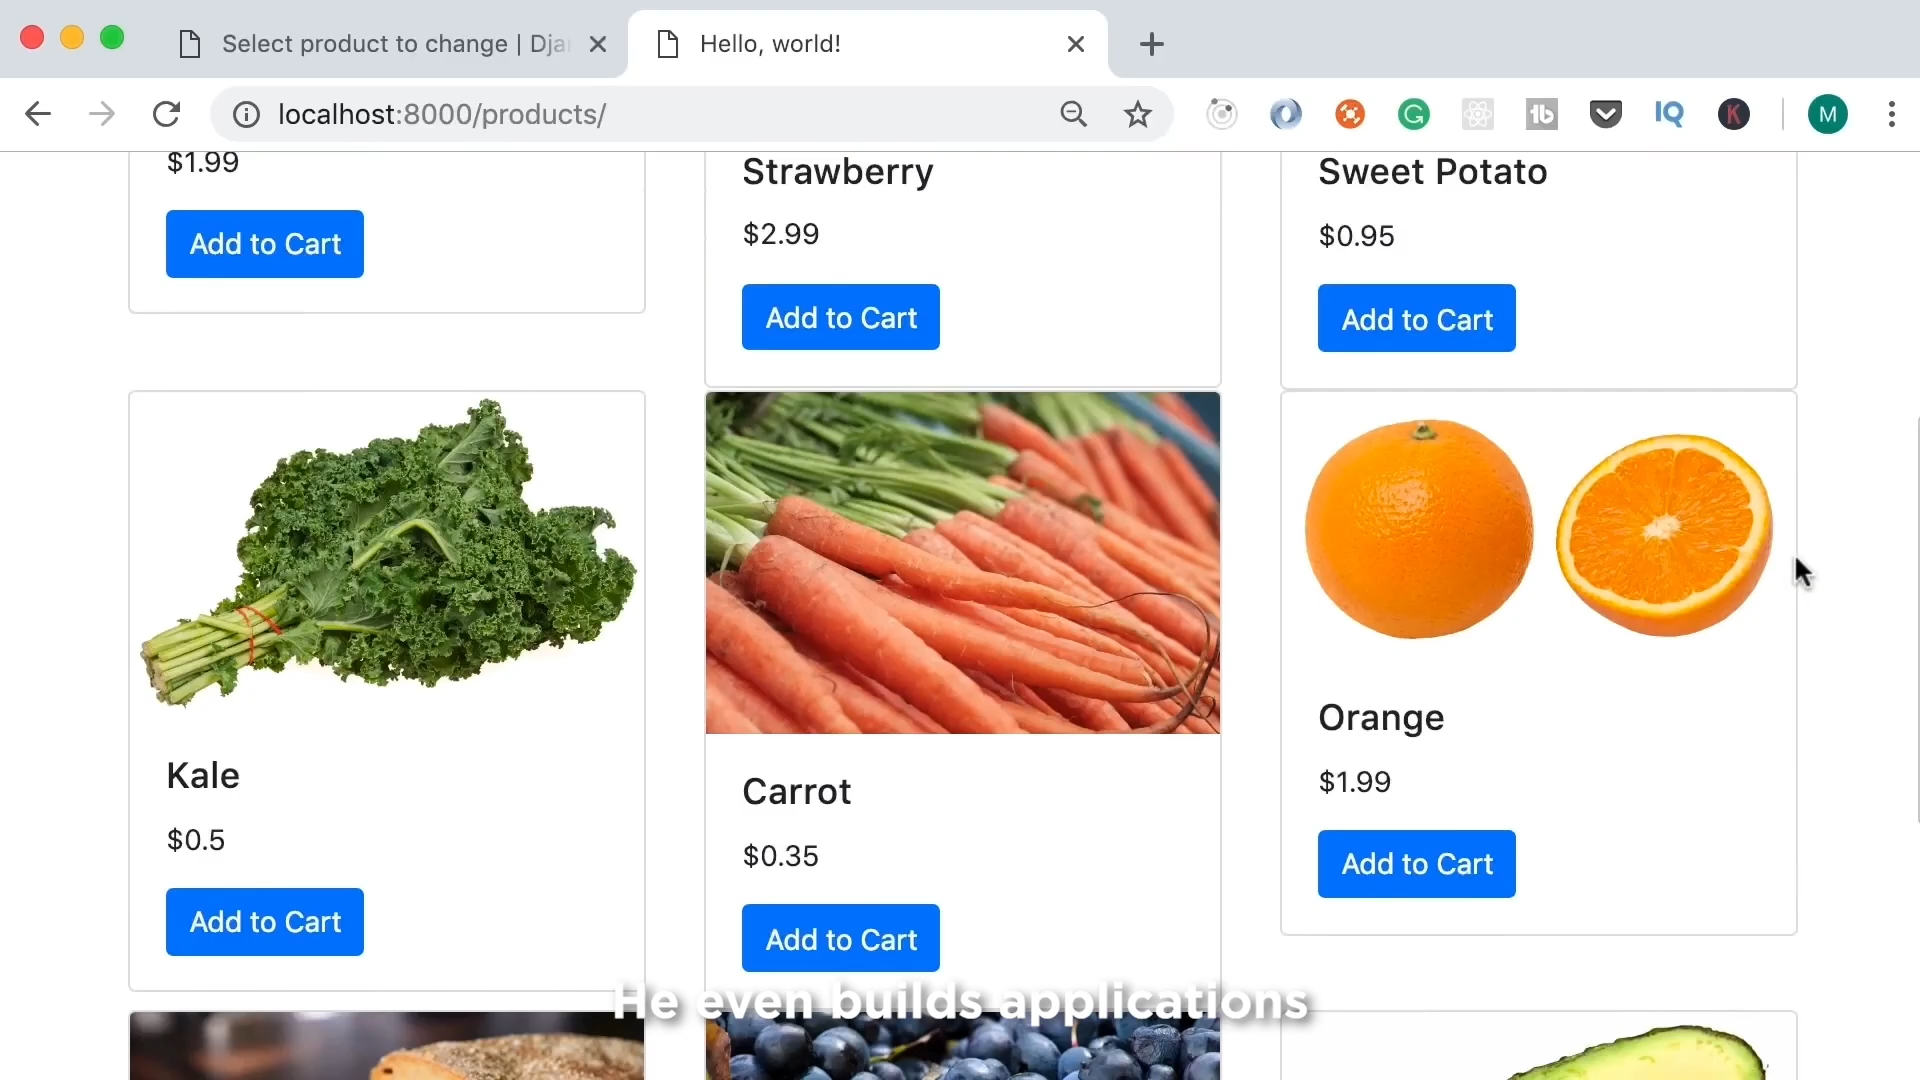 Select product to change | Dja
Hello, world!
localhost:8000/products/
G
tb
IQ
K
M
$1.99
Add to Cart
Strawberry
$2.99
Add to Cart
Sweet Potato
$0.95
Add to Cart
Kale
$0.5
Add to Cart
Carrot
$0.35
Add to Cart
Orange
$1.99
Add to Cart
He even builds applications